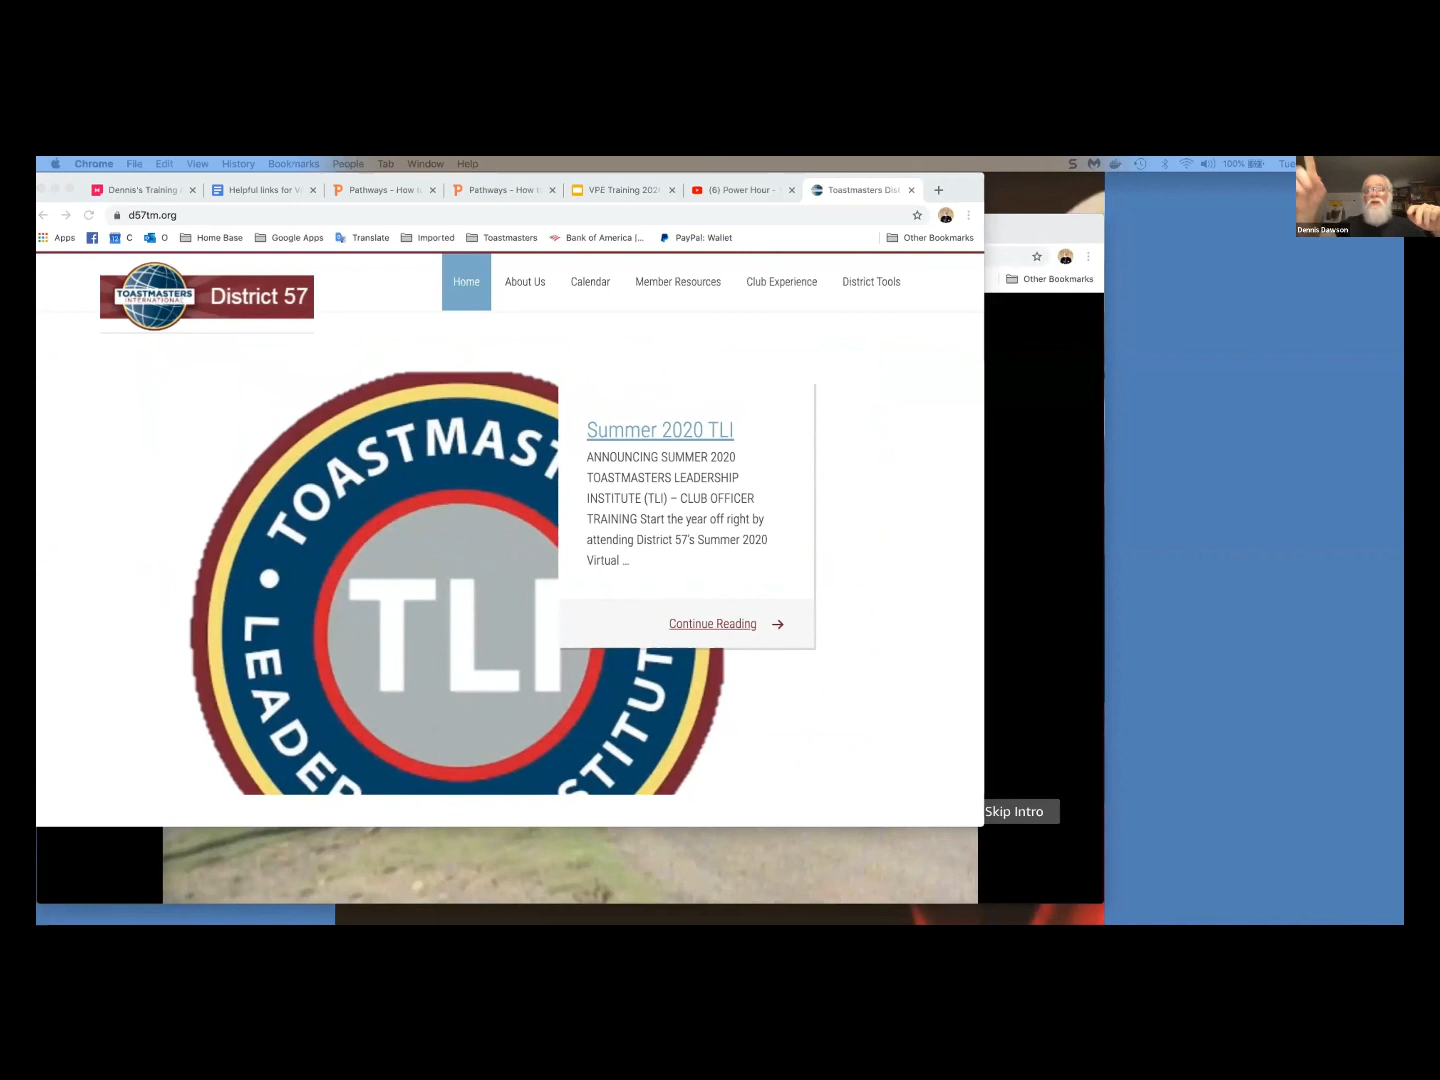 Chrome File Edit View History Bookmarks People Tab Window Help 100% Tue
Dennis's Training Helpful links for V Pathways – How t Pathways – How t VPE Training 202 (6) Power Hour - Toastmasters Dist
d57tm.org
Apps C O Home Base Google Apps Translate Imported Toastmasters Bank of America |... PayPal: Wallet Other Bookmarks
Dennis Dawson
Other Bookmarks
TOASTMASTERS
INTERNATIONAL
District 57
Home About Us Calendar Member Resources Club Experience District Tools
TOASTMAST
LEADER
STITUT
TLI
Summer 2020 TLI
ANNOUNCING SUMMER 2020
TOASTMASTERS LEADERSHIP
INSTITUTE (TLI) – CLUB OFFICER
TRAINING Start the year off right by
attending District 57's Summer 2020
Virtual ...
Continue Reading
Skip Intro